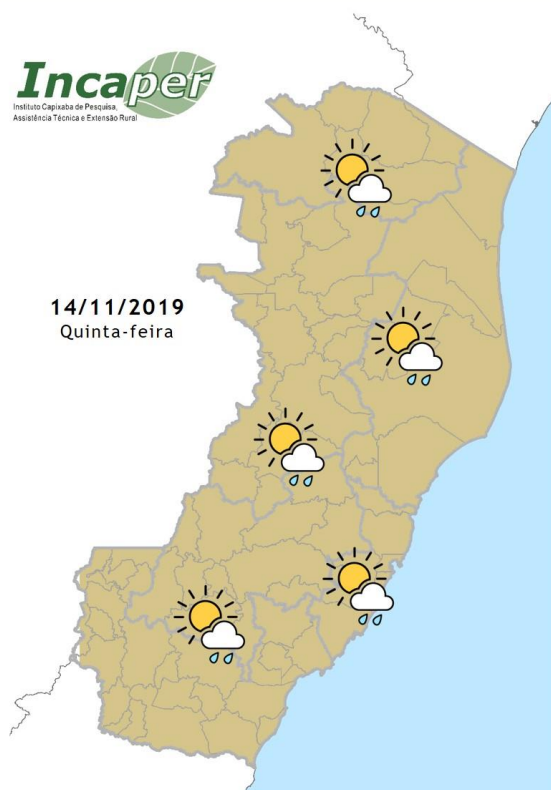 Incaper
Instituto Capixaba de Pesquisa,
Assistência Técnica e Extensão Rural
14/11/2019
Quinta-feira